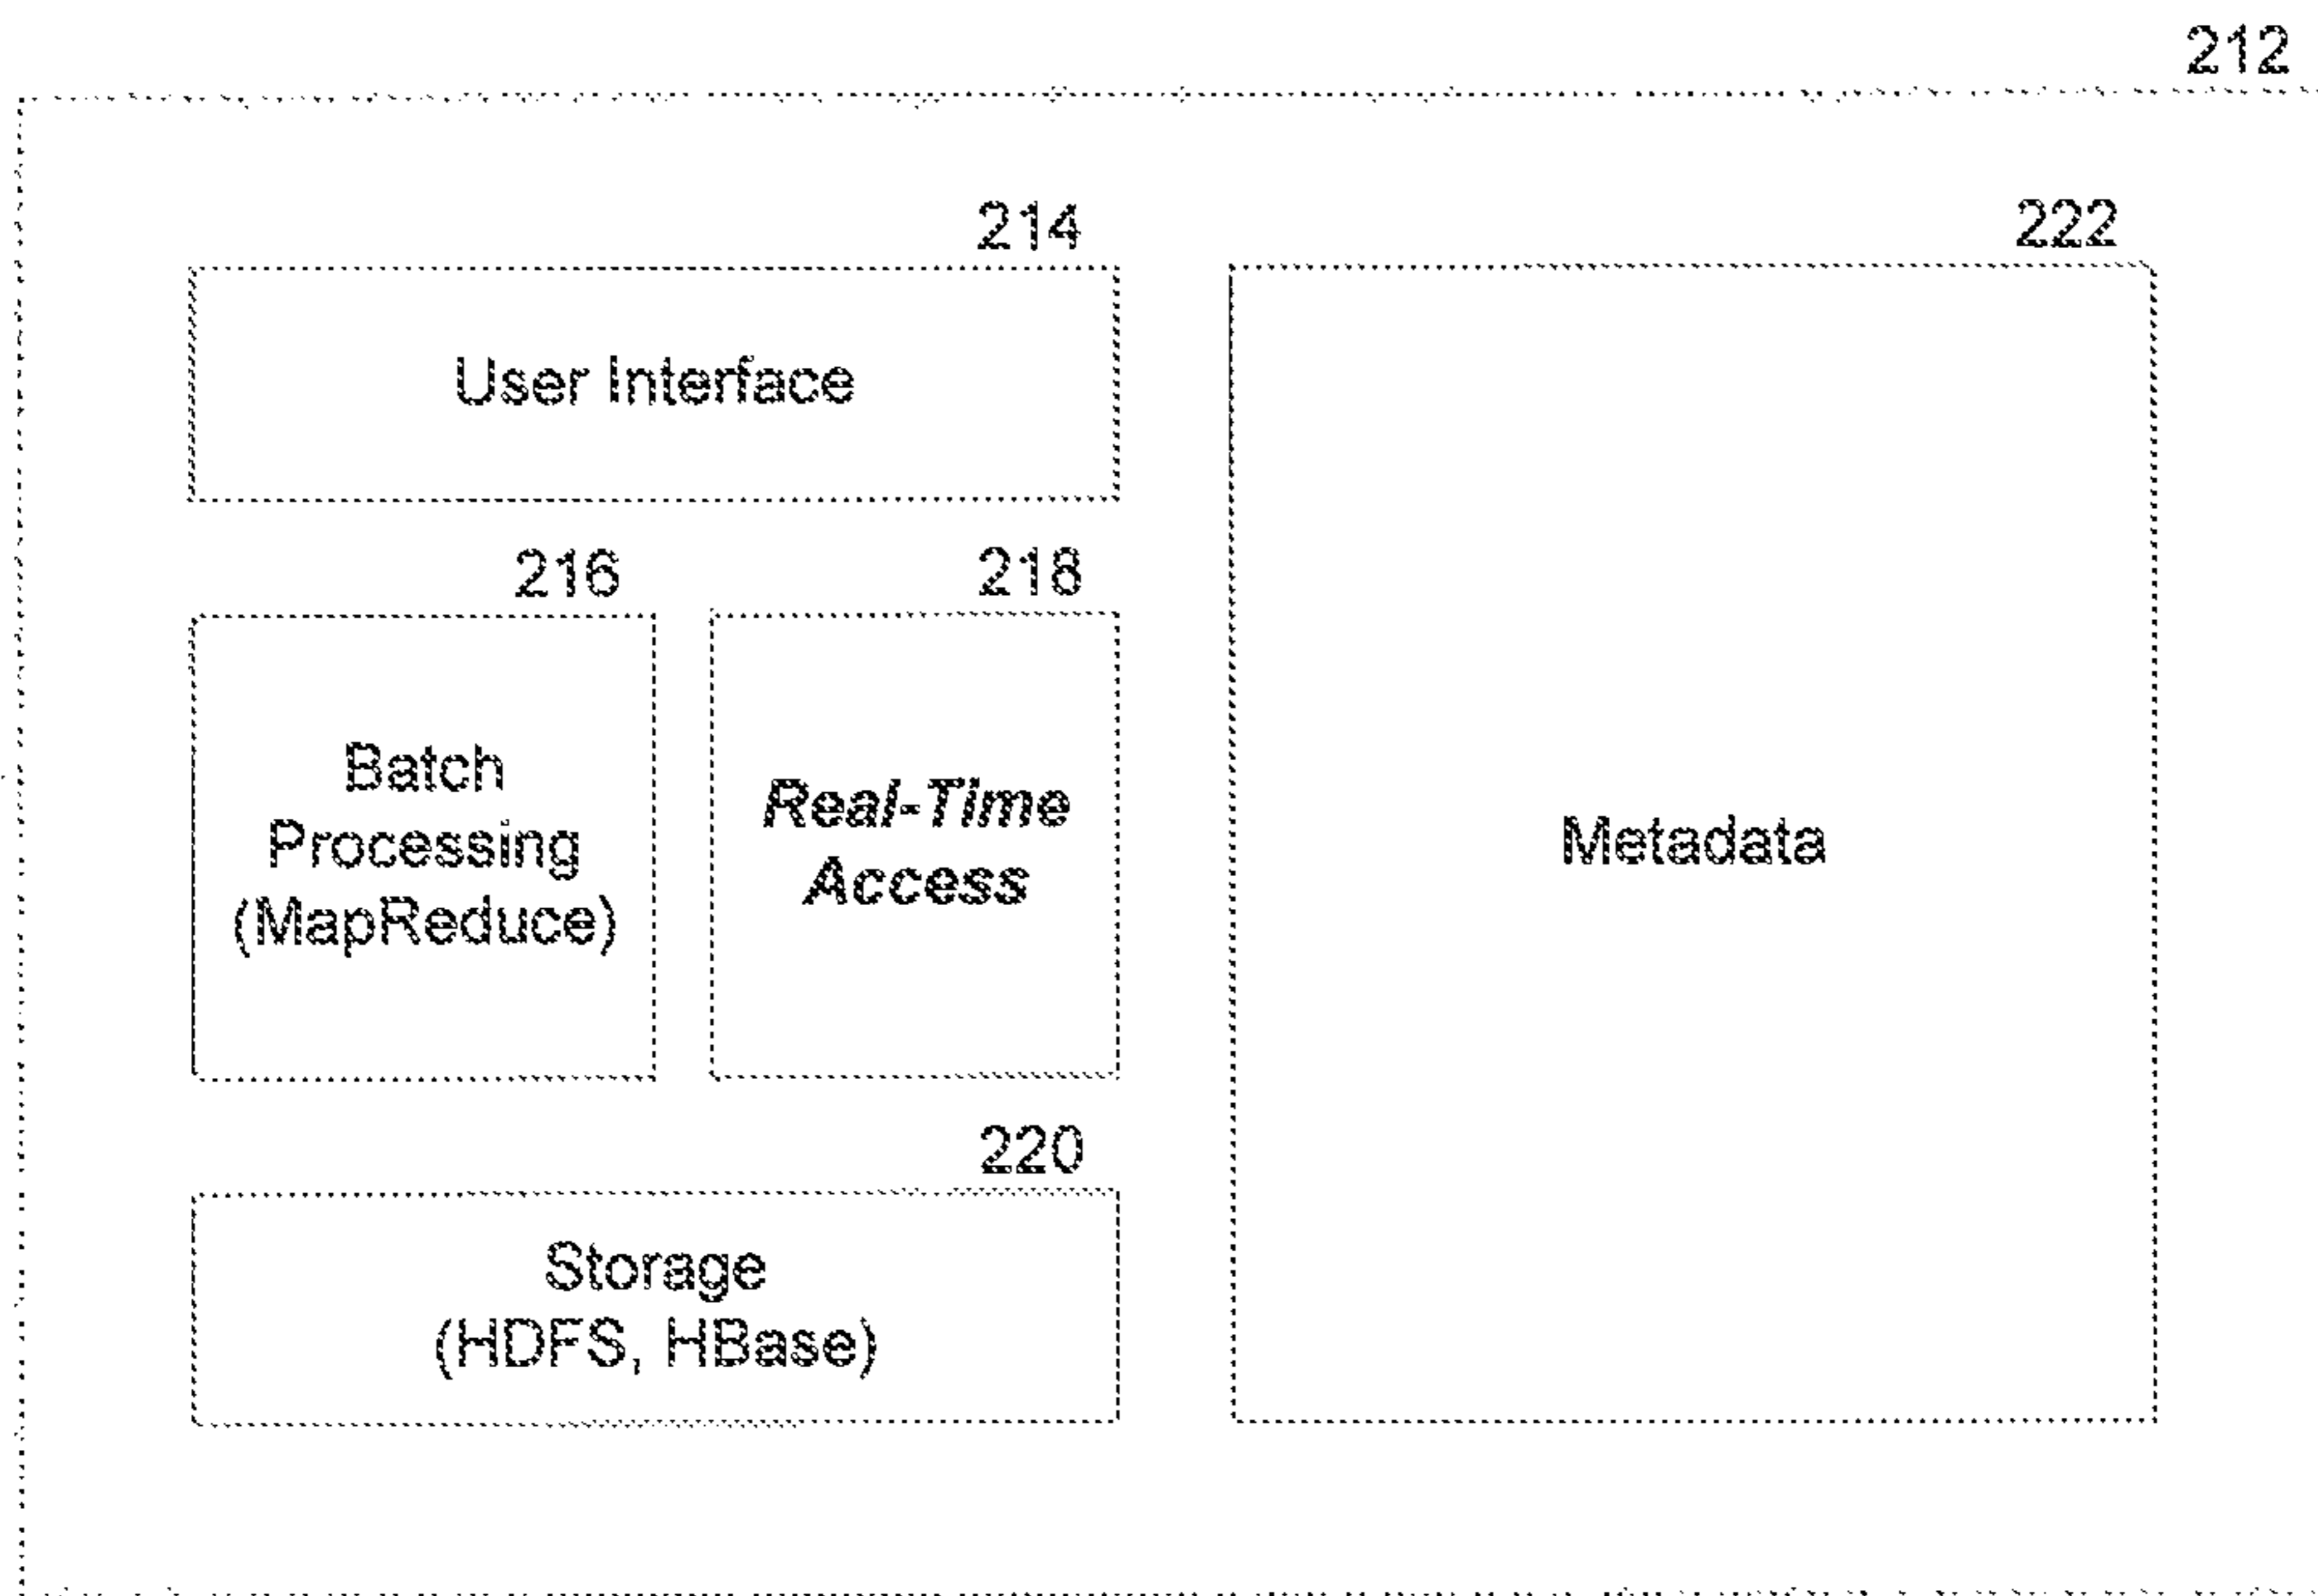 212
214
User Interface
222
Metadata
216
Batch
Processing
(MapReduce)
218
Real-Time
Access
220
Storage
(HDFS, HBase)